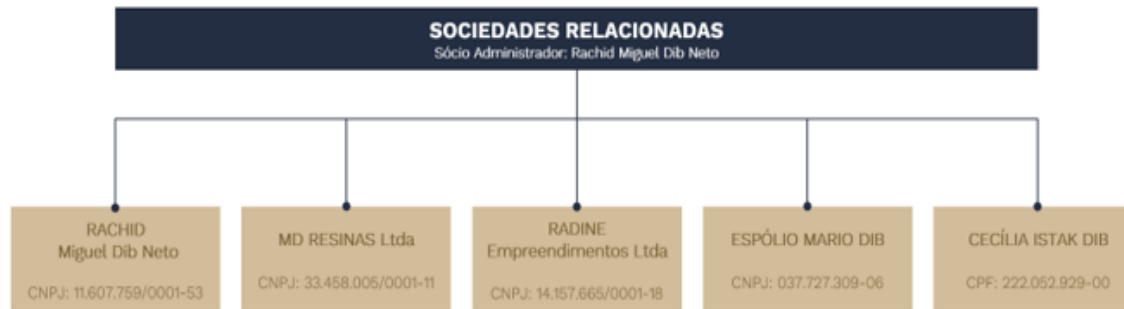 SOCIEDADES RELACIONADAS
Sócio Administrador: Rachid Miguel Dib Neto
RACHID
Miguel Dib Neto
CNPJ: 11.607.759/0001-53
MD RESINAS Ltda
CNPJ: 33.458.005/0001-11
RADINE
Empreendimentos Ltda
CNPJ: 14.157.665/0001-18
ESPÓLIO MARIO DIB
CNPJ: 037.727.309-06
CECÍLIA ISTAK DIB
CPF: 222.052.929-00